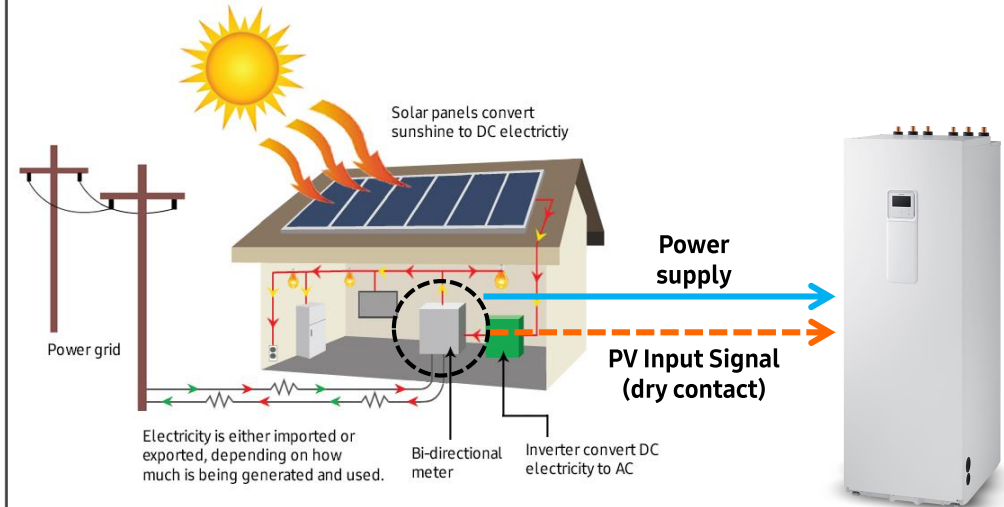 Solar panels convert
sunshine to DC electrictiy
Power
supply
PV Input Signal
(dry contact)
Power grid
Electricity is either imported or
exported, depending on how
much is being generated and used.
Bi-directional
meter
Inverter convert DC
electricity to AC